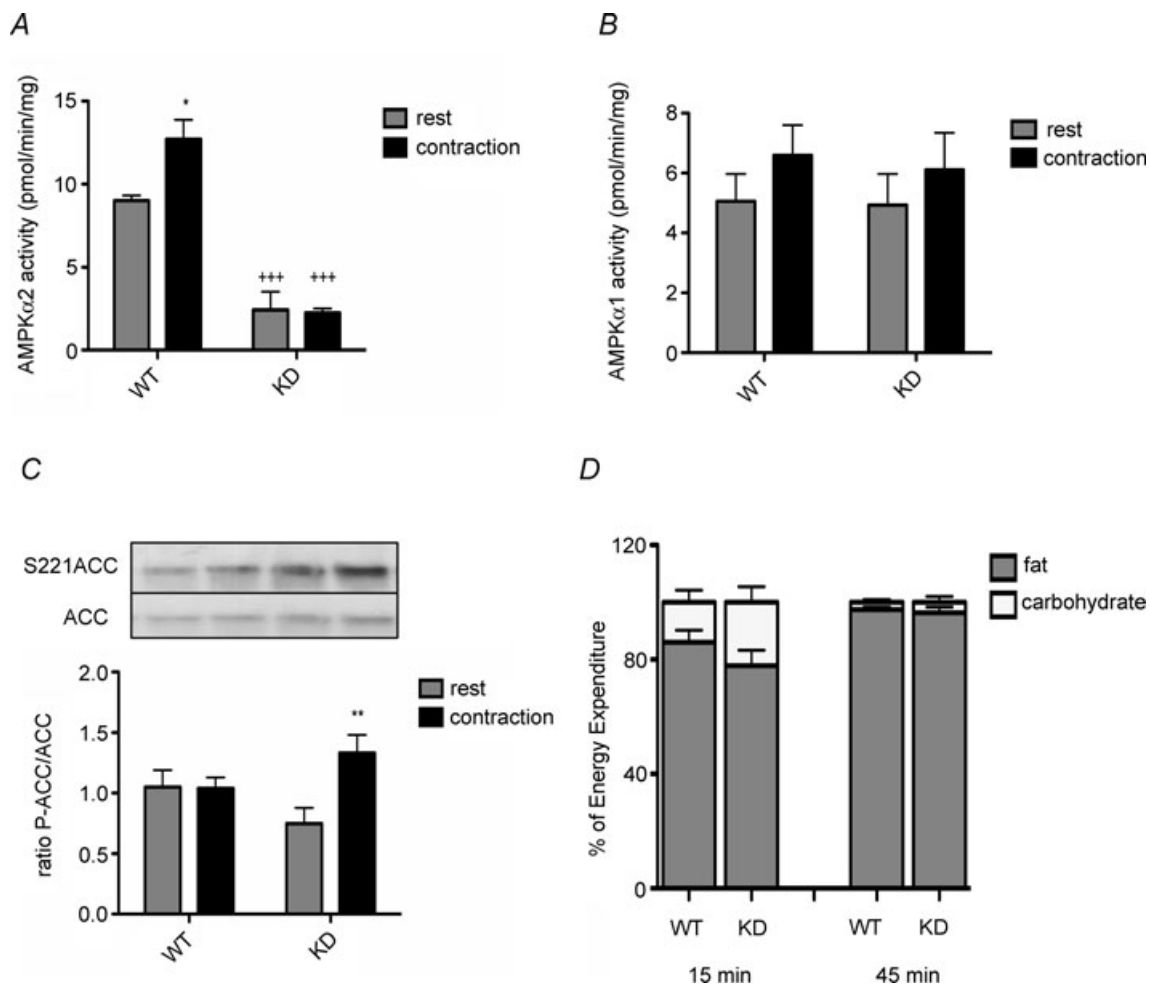 A
AMPKα2 activity (pmol/min/mg)
15
10
5
0
*
+++ +++
WT KD
rest
contraction
B
AMPKα1 activity (pmol/min/mg)
8
6
4
2
0
WT KD
rest
contraction
C
S221ACC
ACC
ratio P-ACC/ACC
2.0
1.5
1.0
0.5
0.0
**
WT KD
rest
contraction
D
% of Energy Expenditure
120
80
40
0
WT KD WT KD
15 min 45 min
fat
carbohydrate